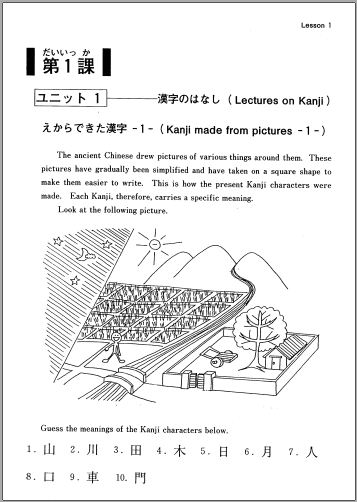 Lesson 1
だいいっか
第1課
ユニット 1 漢字のはなし (Lectures on Kanji)
えからできた漢字 -1- (Kanji made from pictures -1-)
The ancient Chinese drew pictures of various things around them. These
pictures have gradually been simplified and have taken on a square shape to
make them easier to write. This is how the present Kanji characters were
made. Each Kanji, therefore, carries a specific meaning.
Look at the following picture.
Guess the meanings of the Kanji characters below.
1. 山 2. 川 3. 田 4. 木 5. 日 6. 月 7. 人
8. 口 9. 車 10. 門